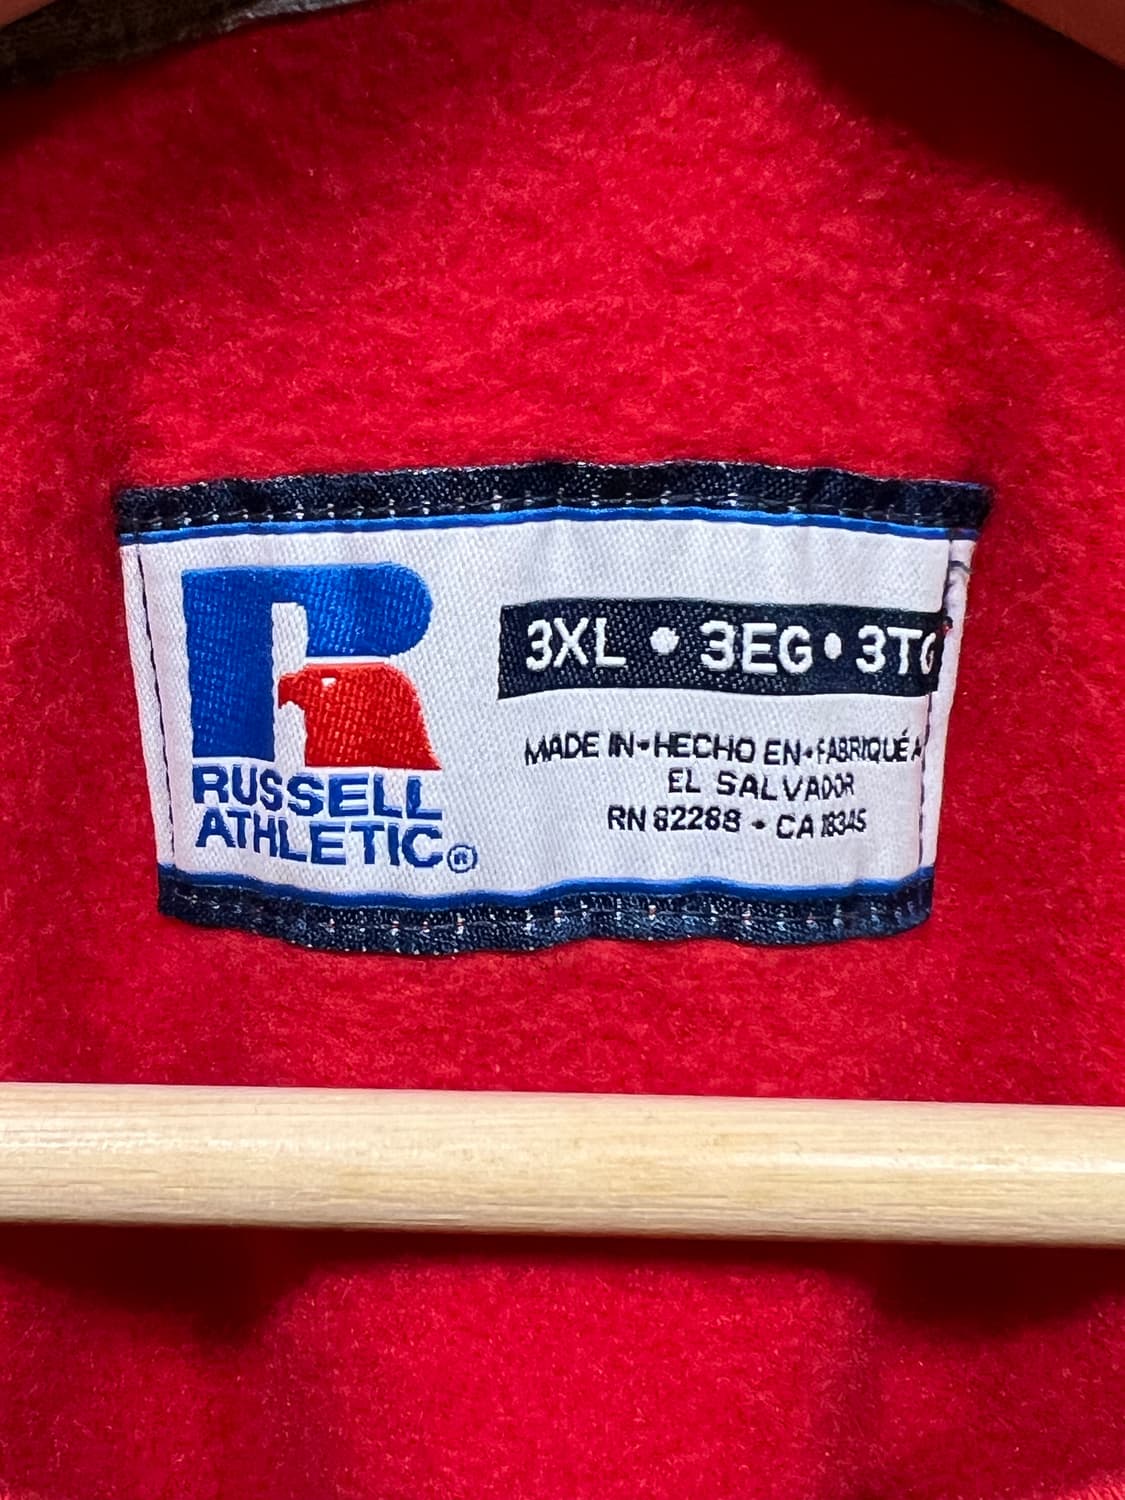 RUSSELL
ATHLETIC®
3XL • 3EG • 3TG
MADE IN • HECHO EN • FABRIQUÉ A
EL SALVADOR
RN 82288 • CA 18345